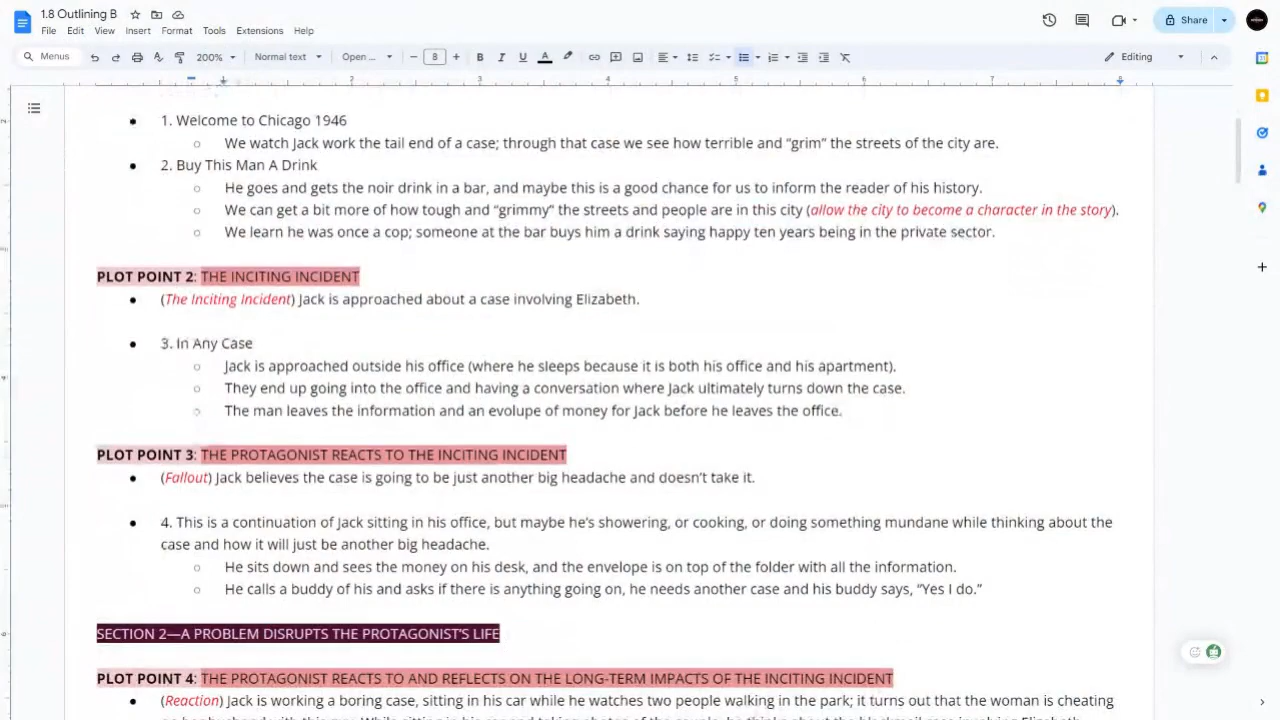 1.8 Outlining B
File Edit View Insert Format Tools Extensions Help
Share
Menus 200% Normal text Open ... 8 B I U A Editing
2 3 4 5 6 7 8
1. Welcome to Chicago 1946
We watch Jack work the tail end of a case; through that case we see how terrible and “grim” the streets of the city are.
2. Buy This Man A Drink
He goes and gets the noir drink in a bar, and maybe this is a good chance for us to inform the reader of his history.
We can get a bit more of how tough and “grimmy” the streets and people are in this city (allow the city to become a character in the story).
We learn he was once a cop; someone at the bar buys him a drink saying happy ten years being in the private sector.
PLOT POINT 2: THE INCITING INCIDENT
(The Inciting Incident) Jack is approached about a case involving Elizabeth.
3. In Any Case
Jack is approached outside his office (where he sleeps because it is both his office and his apartment).
They end up going into the office and having a conversation where Jack ultimately turns down the case.
The man leaves the information and an evolupe of money for Jack before he leaves the office.
PLOT POINT 3: THE PROTAGONIST REACTS TO THE INCITING INCIDENT
(Fallout) Jack believes the case is going to be just another big headache and doesn’t take it.
4. This is a continuation of Jack sitting in his office, but maybe he’s showering, or cooking, or doing something mundane while thinking about the
case and how it will just be another big headache.
He sits down and sees the money on his desk, and the envelope is on top of the folder with all the information.
He calls a buddy of his and asks if there is anything going on, he needs another case and his buddy says, “Yes I do.”
SECTION 2—A PROBLEM DISRUPTS THE PROTAGONIST’S LIFE
PLOT POINT 4: THE PROTAGONIST REACTS TO AND REFLECTS ON THE LONG-TERM IMPACTS OF THE INCITING INCIDENT
(Reaction) Jack is working a boring case, sitting in his car while he watches two people walking in the park; it turns out that the woman is cheating